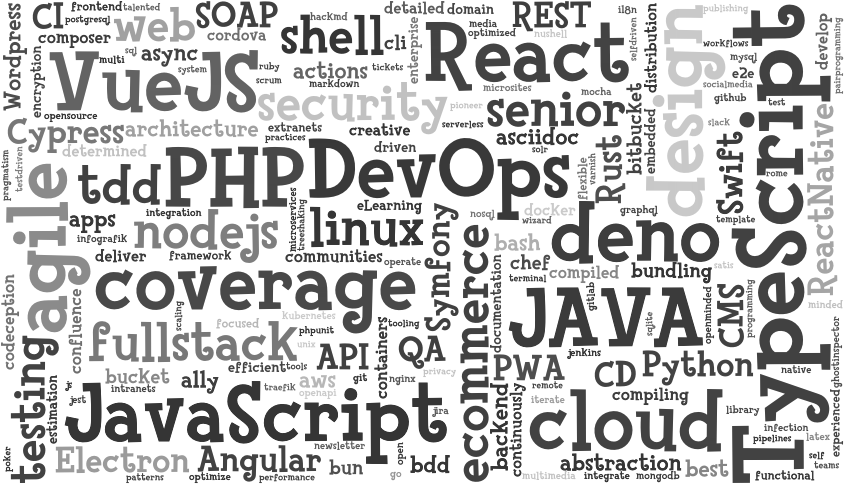 Wordpress
CI
frontend
talented
postgresql
composer
web
SOAP
cordova
hackMd
shell
cli
detailed
domain
media
optimized
REST
nushell
i18n
selfdriven
distribution
publishing
workflows
mysql
e2e
socialmedia
github
test
develop
pairprogramming
encryption
multi
sql
async
system
ruby
scrum
actions
tickets
markdown
enterprise
React
microsites
mocha
VueJS
opensource
security
pioneer
serverless
senior
bitbucket
embedded
design
slack
TypeScript
Cypress
architecture
extranets
practices
creative
driven
asciidoc
solr
determined
pragmatism
testdriven
agile
tdd
PHP
DevOps
flexible
varnish
Rust
Swift
rome
ReactNative
apps
integration
infografik
nodejs
microservices
treeshaking
eLearning
linux
nosql
docker
wizard
graphql
template
deliver
framework
communities
operate
Symfony
bash
deno
chef
terminal
compiled
bundling
satis
codeception
confluence
coverage
ecommerce
documentation
JAVA
gitlab
sqlite
openminded
CMS
programming
minded
scaling
focused
kubernetes
phpunit
unix
tooling
fullstack
API
containers
QA
privacy
PWA
jenkins
CD
Python
native
ghostinspector
experienced
testing
estimation
js
jest
bucket
intranets
ally
efficient
tools
traefik
aws
openapi
git
nginx
JavaScript
jira
backend
continuously
remote
iterate
cloud
compiling
library
infection
pipelines
latex
self
teams
poker
Electron
patterns
Angular
optimize
performance
newsletter
bun
go
open
bdd
multimedia
abstraction
integrate
mongodb
best
functional